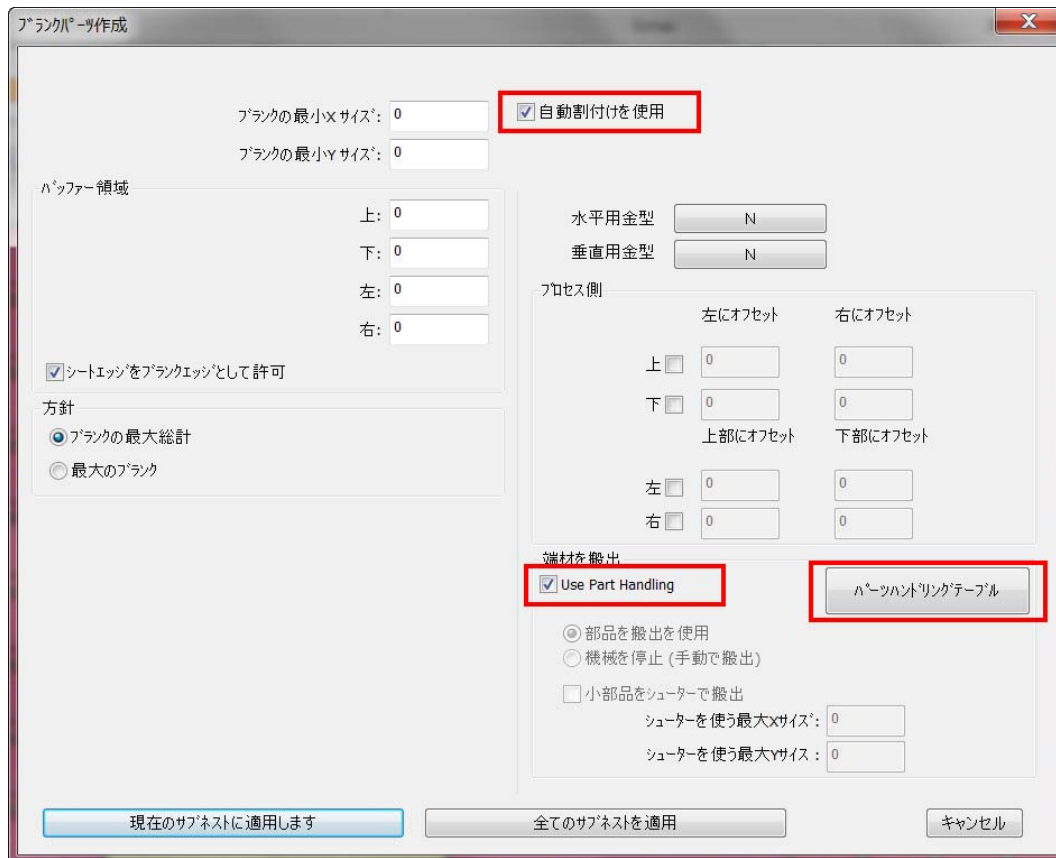 ﾌﾞﾗﾝｸﾊﾟｰﾂ作成
ﾌﾞﾗﾝｸの最小X ｻｲｽﾞ: 0
自動割付けを使用
ﾌﾞﾗﾝｸの最小Y ｻｲｽﾞ: 0
ﾊﾞｯﾌｧｰ領域
上: 0
下: 0
左: 0
右: 0
ｼｰﾄｴｯｼﾞをﾌﾞﾗﾝｸｴｯｼﾞとして許可
方針
ﾌﾞﾗﾝｸの最大総計
最大のﾌﾞﾗﾝｸ
水平用金型 N
垂直用金型 N
ﾌﾟﾛｾｽ側
左にｵﾌｾｯﾄ 右にｵﾌｾｯﾄ
上 0 0
下 0 0
上部にｵﾌｾｯﾄ 下部にｵﾌｾｯﾄ
左 0 0
右 0 0
端材を搬出
Use Part Handling
ﾊﾟｰﾂﾊﾝﾄﾞﾘﾝｸﾞﾃｰﾌﾞﾙ
部品を搬出を使用
機械を停止 (手動で搬出)
小部品をｼｭｰﾀｰで搬出
ｼｭｰﾀｰを使う最大Xｻｲｽﾞ: 0
ｼｭｰﾀｰを使う最大Yｻｲｽﾞ : 0
現在のｻﾌﾞﾈｽﾄに適用します
全てのｻﾌﾞﾈｽﾄを適用
ｷｬﾝｾﾙ